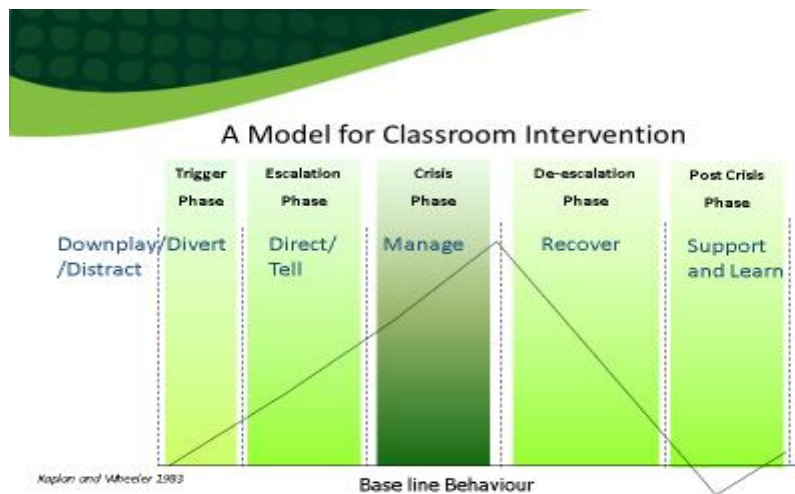 A Model for Classroom Intervention
Trigger
Phase
Escalation
Phase
Crisis
Phase
De-escalation
Phase
Post Crisis
Phase
Downplay/Divert
/Distract
Direct/
Tell
Manage
Recover
Support
and Learn
Kaplan and Wheeler 1983
Base line Behaviour